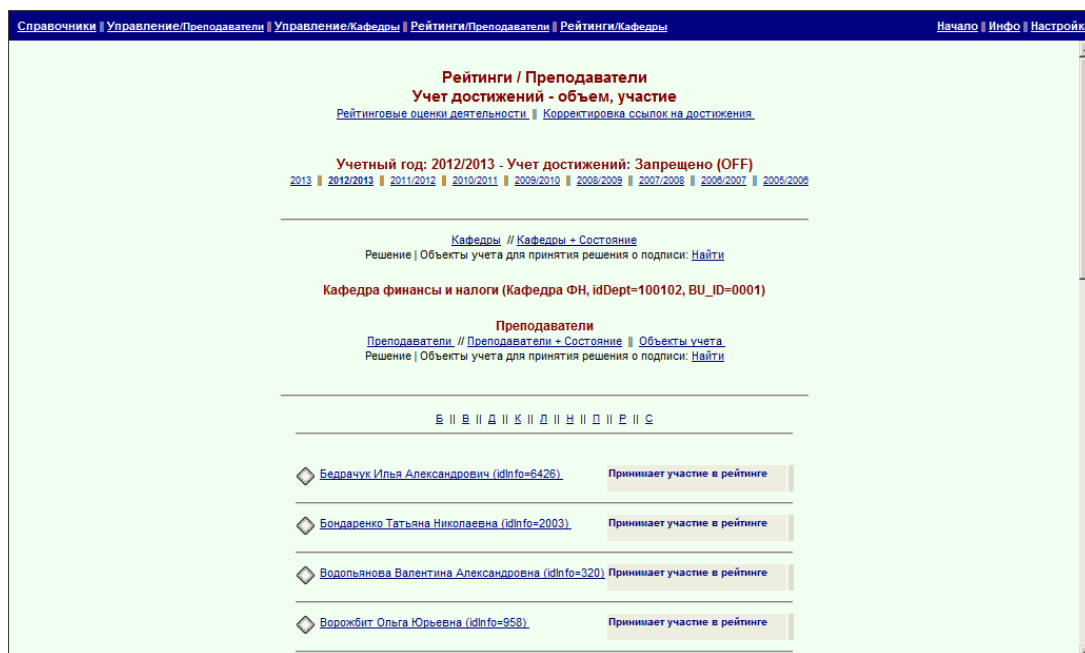 Справочники || Управление/Преподаватели || Управление/Кафедры || Рейтинги/Преподаватели || Рейтинги/Кафедры Начало || Инфо || Настройк
Рейтинги / Преподаватели
Учет достижений - объем, участие
Рейтинговые оценки деятельности || Корректировка ссылок на достижения
Учетный год: 2012/2013 - Учет достижений: Запрещено (OFF)
2013 || 2012/2013 || 2011/2012 || 2010/2011 || 2009/2010 || 2008/2009 || 2007/2008 || 2006/2007 || 2005/2006
Кафедры // Кафедры + Состояние
Решение | Объекты учета для принятия решения о подписи: Найти
Кафедра финансы и налоги (Кафедра ФН, idDept=100102, BU_ID=0001)
Преподаватели
Преподаватели // Преподаватели + Состояние || Объекты учета
Решение | Объекты учета для принятия решения о подписи: Найти
Б || В || Д || К || Л || Н || П || Р || С
Бедрачук Илья Александрович (idInfo=6426) Принимает участие в рейтинге
Бондаренко Татьяна Николаевна (idInfo=2003) Принимает участие в рейтинге
Водопьянова Валентина Александровна (idInfo=320) Принимает участие в рейтинге
Ворожбит Ольга Юрьевна (idInfo=958) Принимает участие в рейтинге